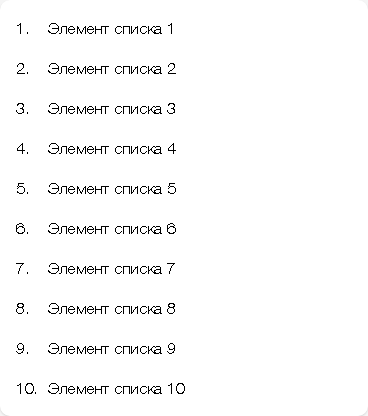 1. Элемент списка 1
2. Элемент списка 2
3. Элемент списка 3
4. Элемент списка 4
5. Элемент списка 5
6. Элемент списка 6
7. Элемент списка 7
8. Элемент списка 8
9. Элемент списка 9
10. Элемент списка 10